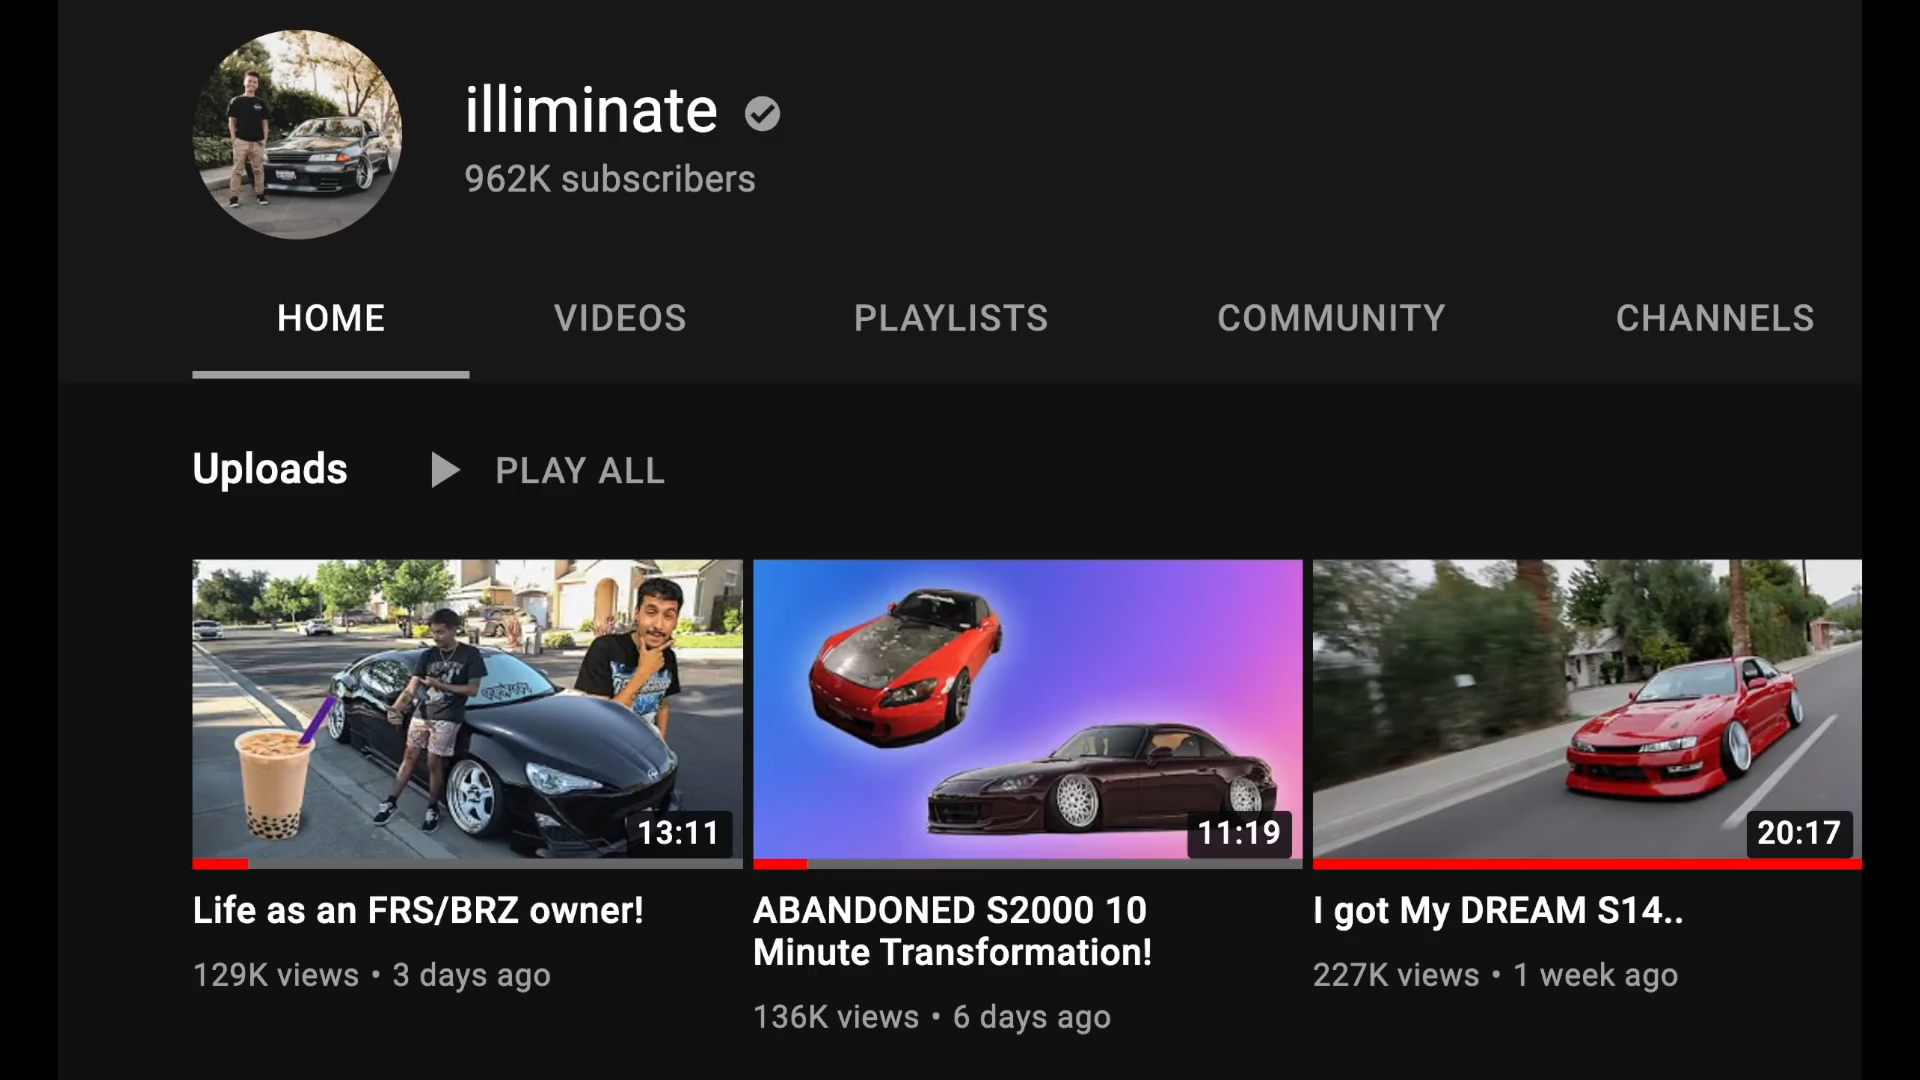 illiminate
962K subscribers
HOME
VIDEOS
PLAYLISTS
COMMUNITY
CHANNELS
Uploads
PLAY ALL
13:11
11:19
20:17
Life as an FRS/BRZ owner!
129K views • 3 days ago
ABANDONED S2000 10
Minute Transformation!
136K views • 6 days ago
I got My DREAM S14..
227K views • 1 week ago